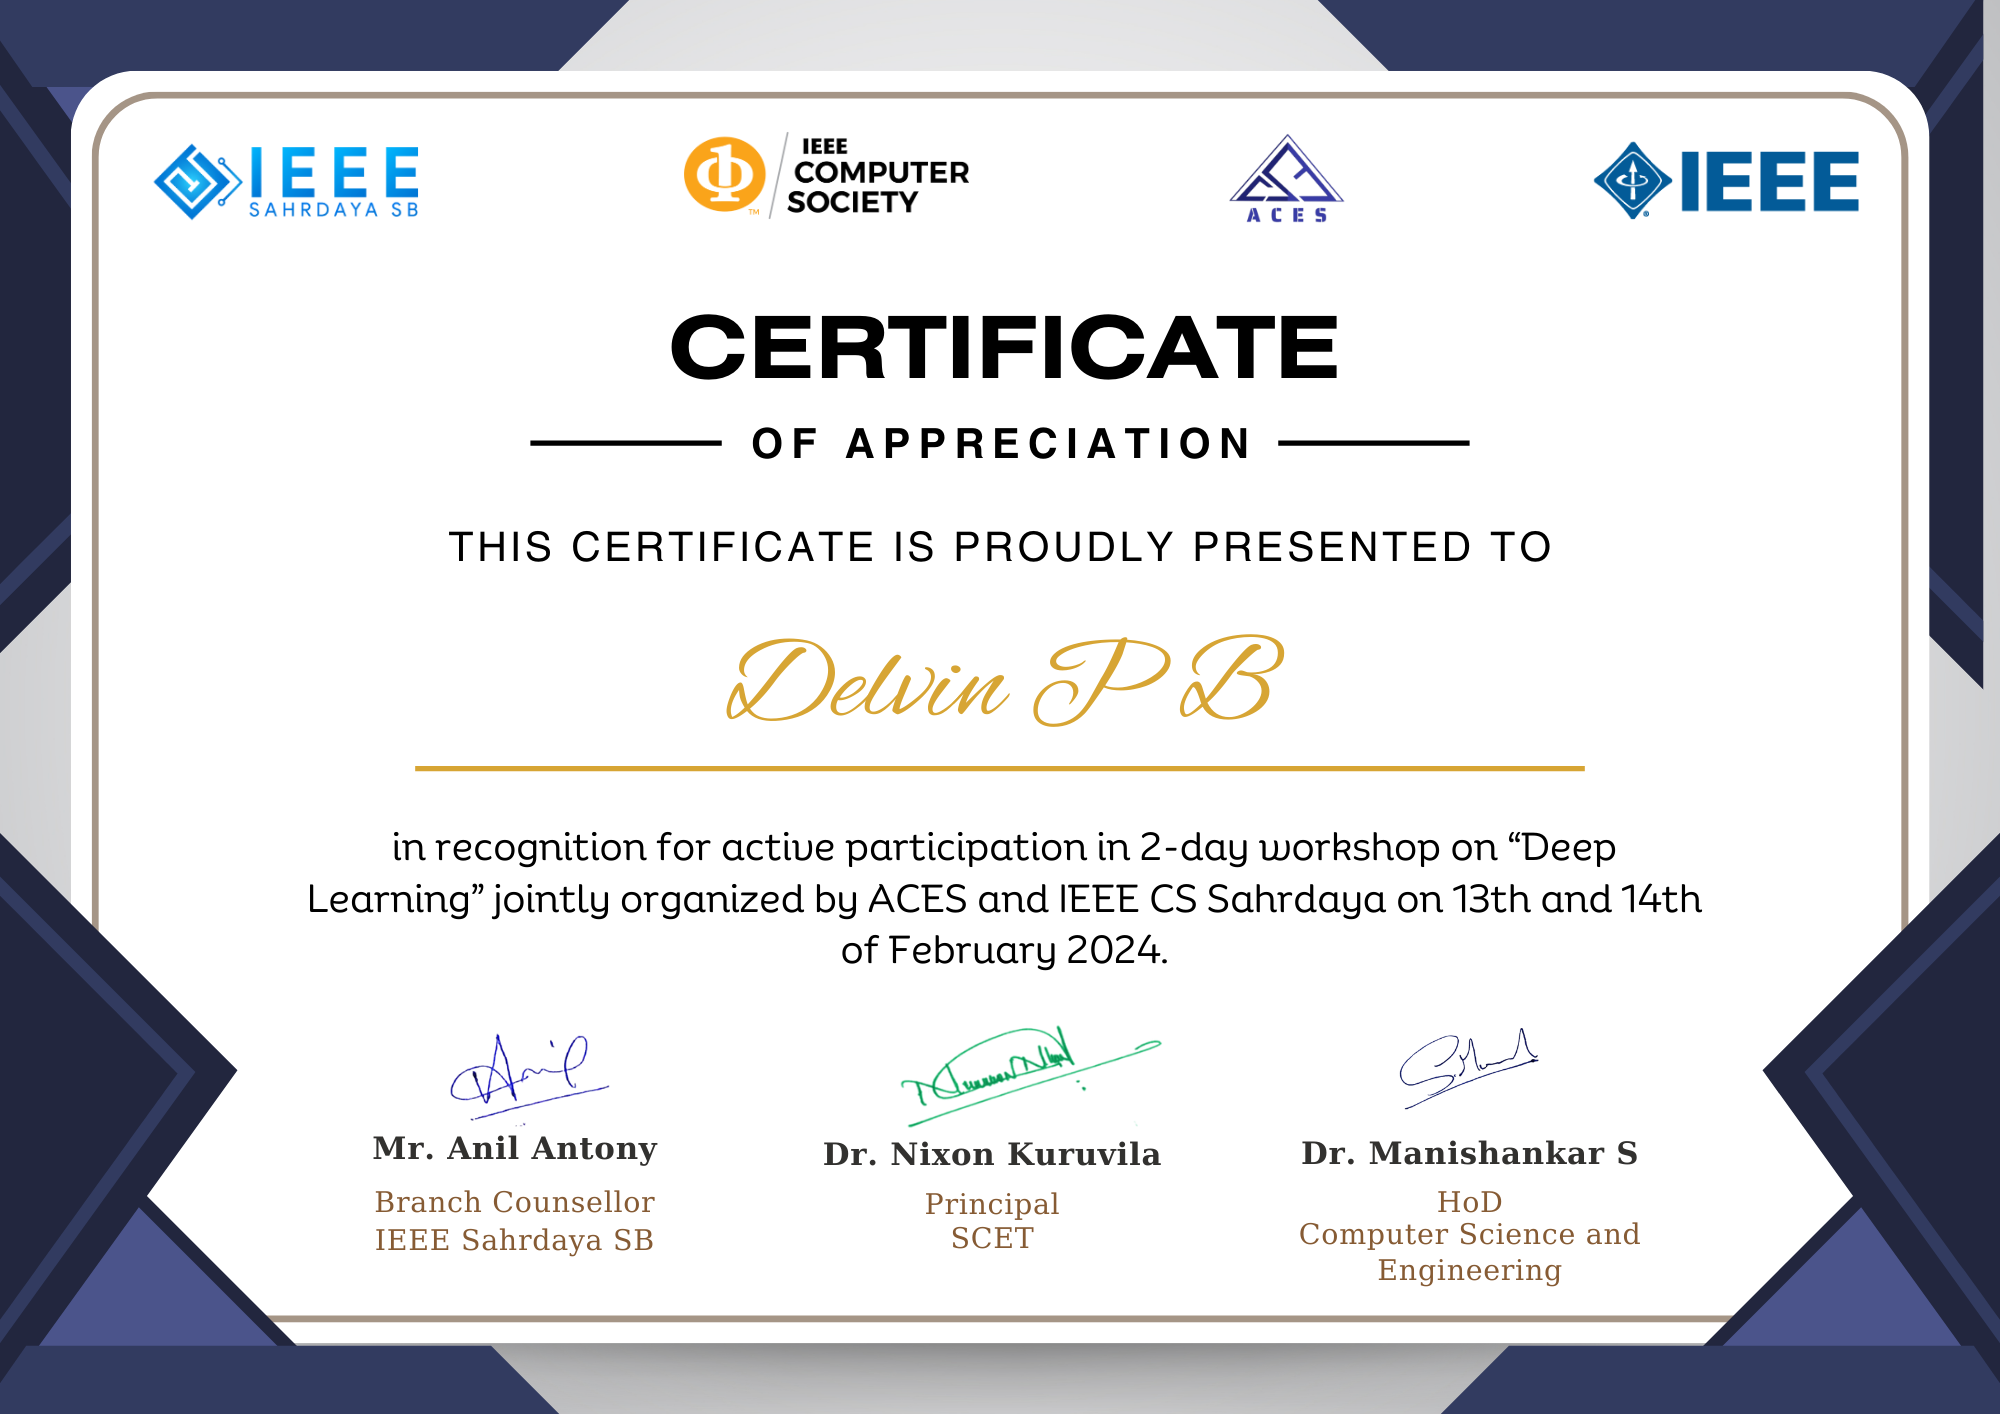 IEEE
SAHRDAYA SB
IEEE
COMPUTER
SOCIETY
TM
ACES
IEEE
CERTIFICATE
OF APPRECIATION
THIS CERTIFICATE IS PROUDLY PRESENTED TO
Delvin P B
in recognition for active participation in 2-day workshop on “Deep
Learning” jointly organized by ACES and IEEE CS Sahrdaya on 13th and 14th
of February 2024.
Mr. Anil Antony
Branch Counsellor
IEEE Sahrdaya SB
Dr. Nixon Kuruvila
Principal
SCET
Dr. Manishankar S
HoD
Computer Science and
Engineering